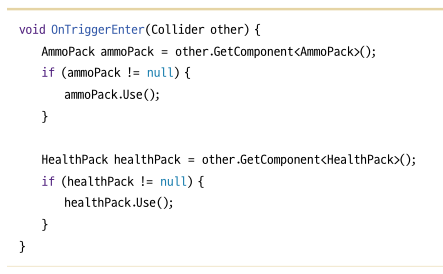 void OnTriggerEnter(Collider other) {
    AmmoPack ammoPack = other.GetComponent<AmmoPack>();
    if (ammoPack != null) {
        ammoPack.Use();
    }

    HealthPack healthPack = other.GetComponent<HealthPack>();
    if (healthPack != null) {
        healthPack.Use();
    }
}